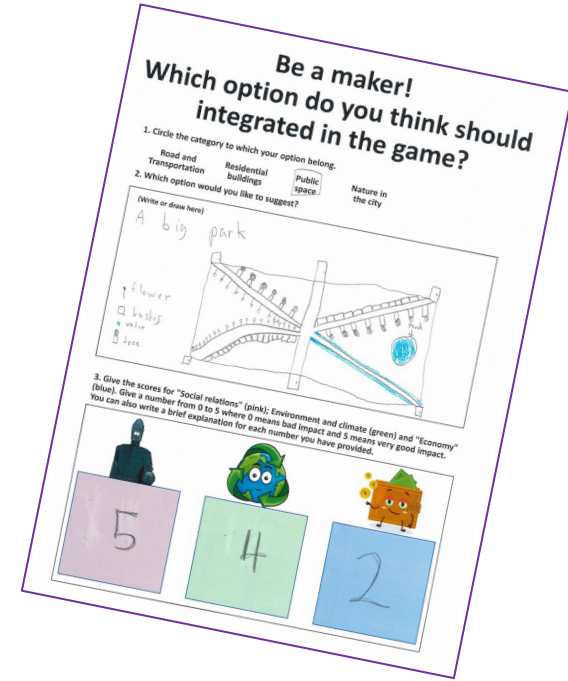 Be a maker!
Which option do you think should
integrated in the game?
1. Circle the category to which your option belong.
Road and
Transportation
Residential
buildings
Public
space
Nature in
the city
2. Which option would you like to suggest?
(Write or draw here)
A big park
flower
bushes
water
tree
3. Give the scores for "Social relations" (pink); Environment and climate (green) and "Economy"
(blue). Give a number from 0 to 5 where 0 means bad impact and 5 means very good impact.
You can also write a brief explanation for each number you have provided.
5
4
2